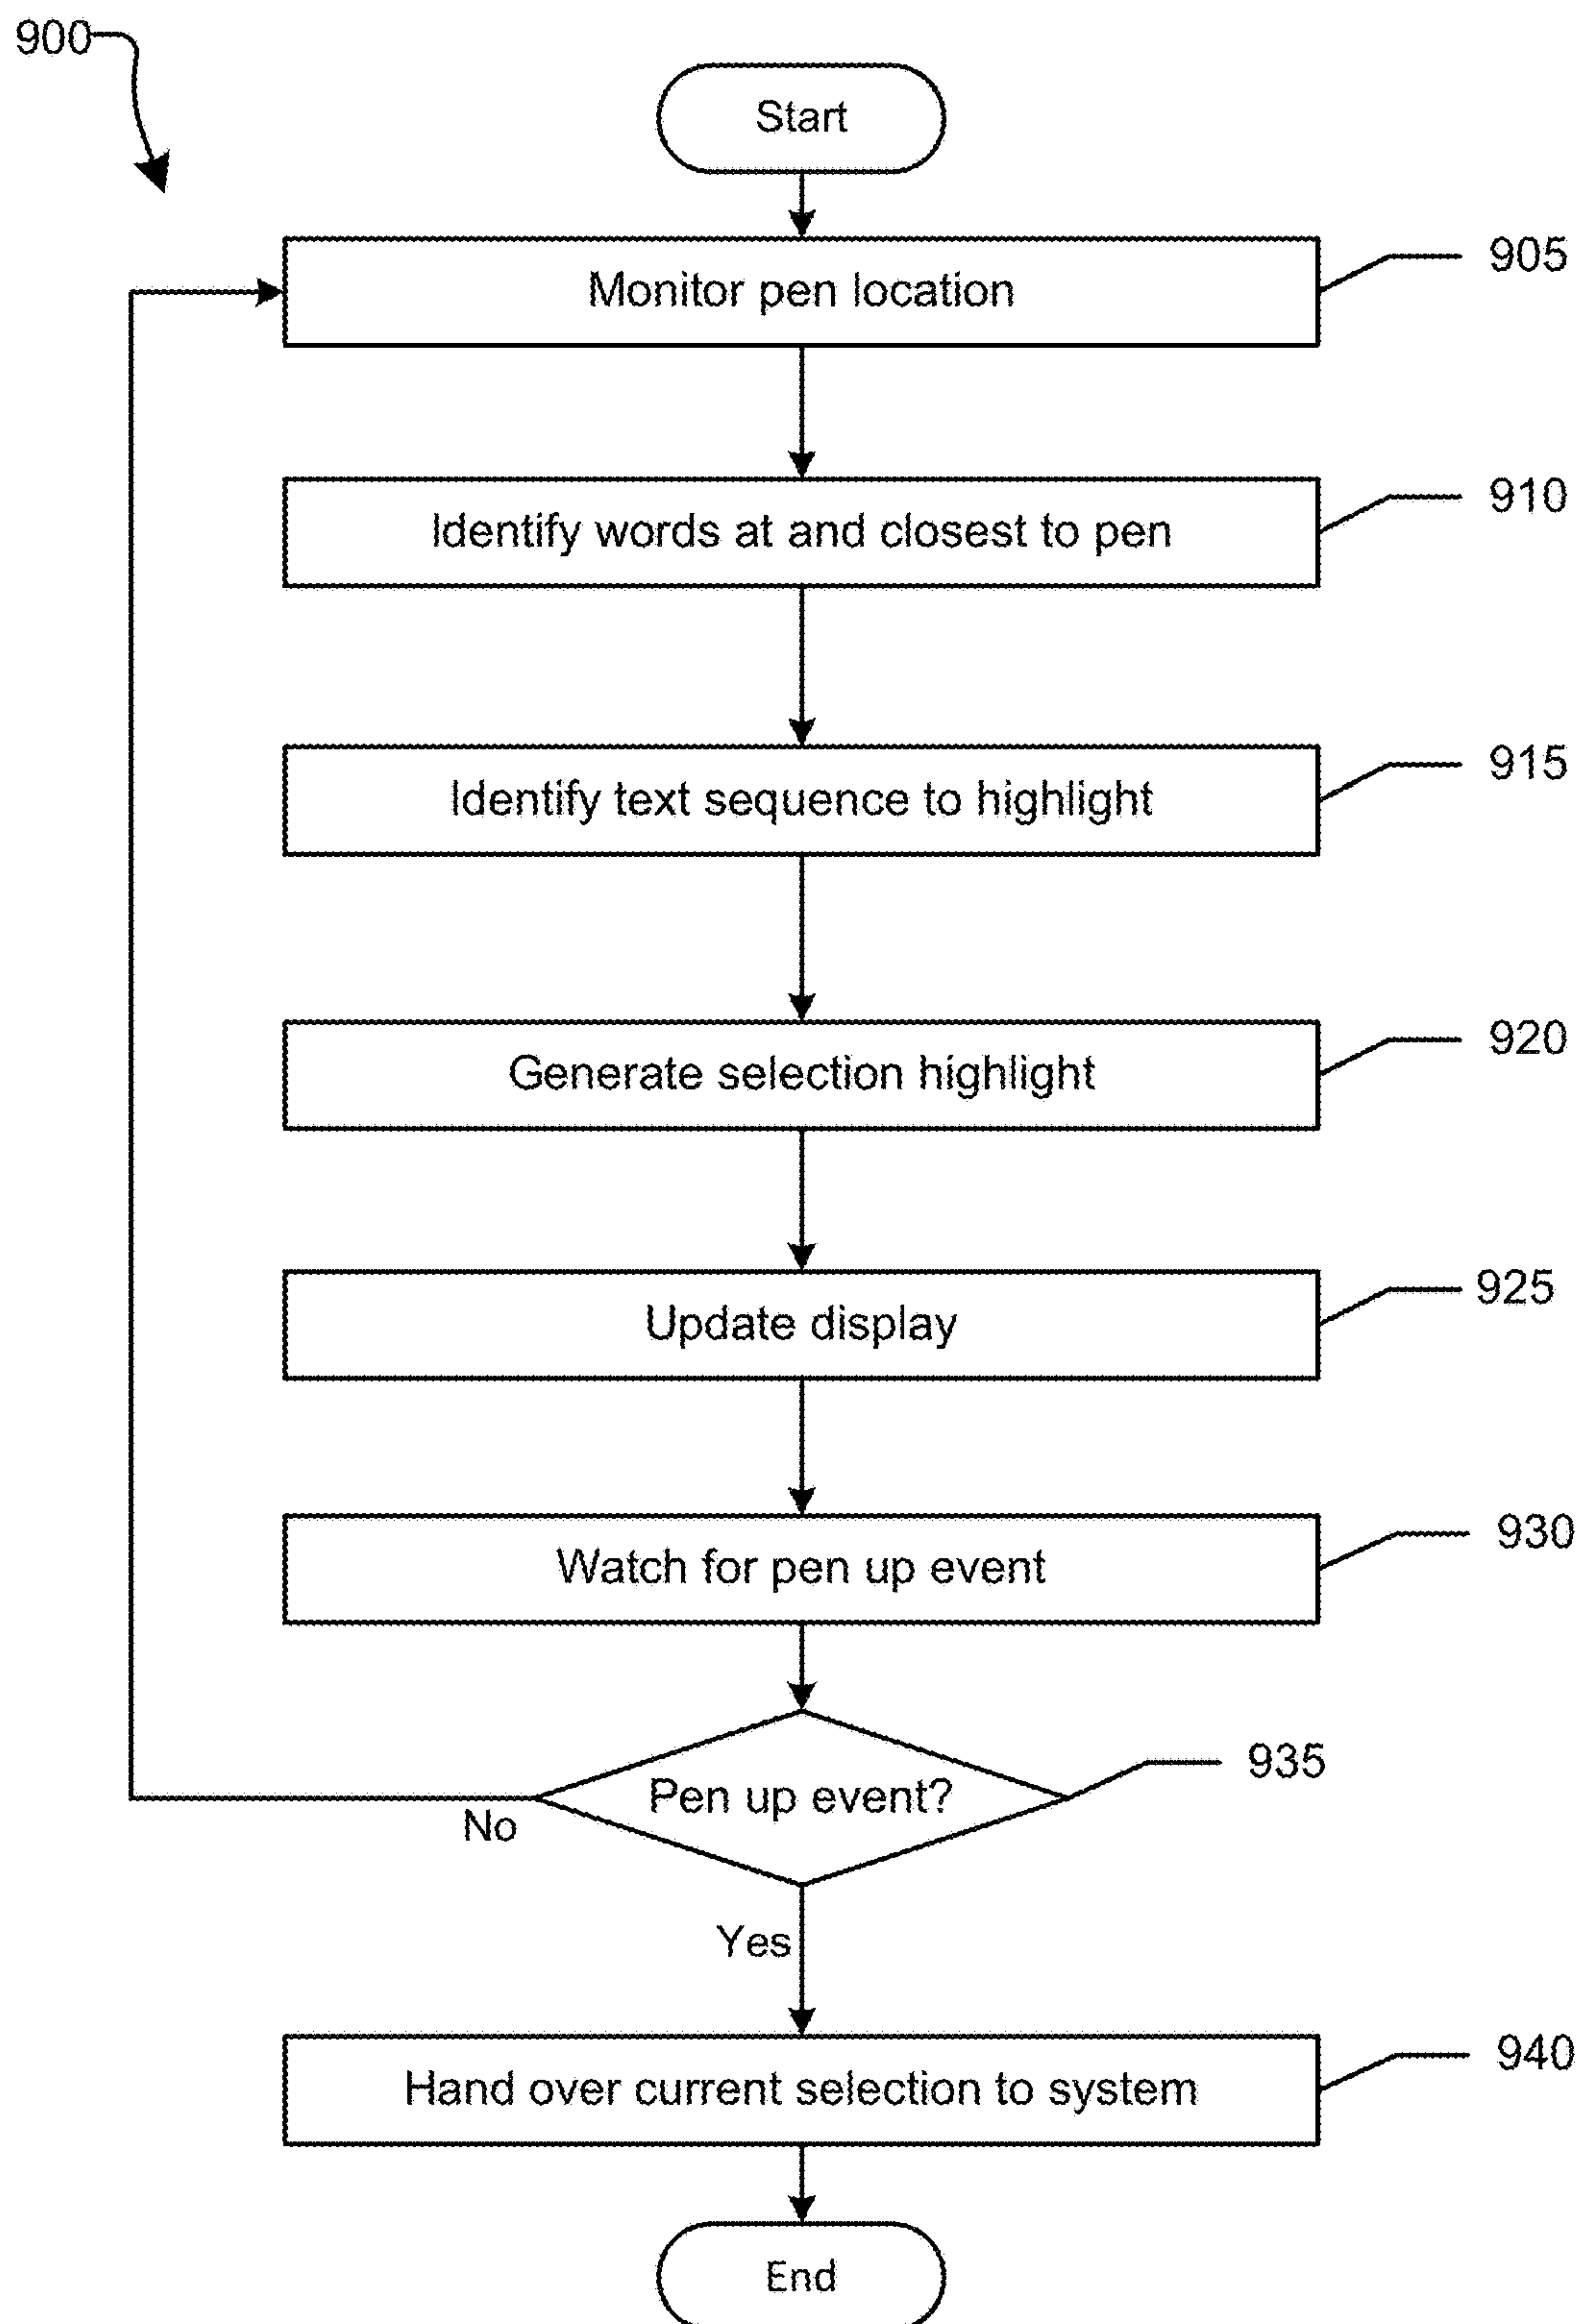 900
Start
Monitor pen location
905
Identify words at and closest to pen
910
Identify text sequence to highlight
915
Generate selection highlight
920
Update display
925
Watch for pen up event
930
Pen up event?
935
No
Yes
Hand over current selection to system
940
End